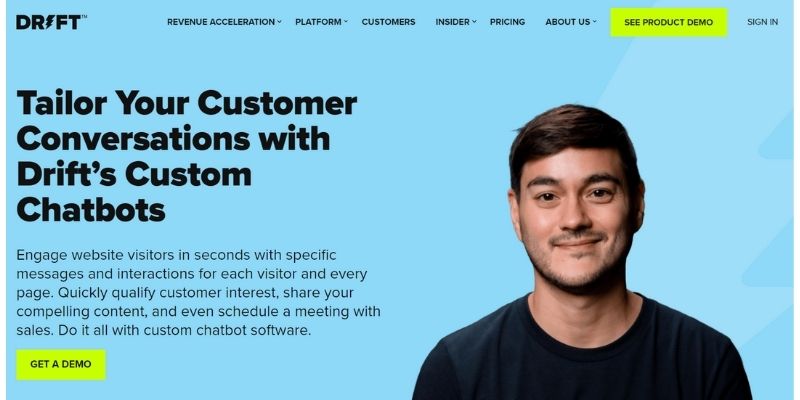 DRIFT™
REVENUE ACCELERATION
PLATFORM
CUSTOMERS
INSIDER
PRICING
ABOUT US
SEE PRODUCT DEMO
SIGN IN
Tailor Your Customer
Conversations with
Drift's Custom
Chatbots
Engage website visitors in seconds with specific
messages and interactions for each visitor and every
page. Quickly qualify customer interest, share your
compelling content, and even schedule a meeting with
sales. Do it all with custom chatbot software.
GET A DEMO